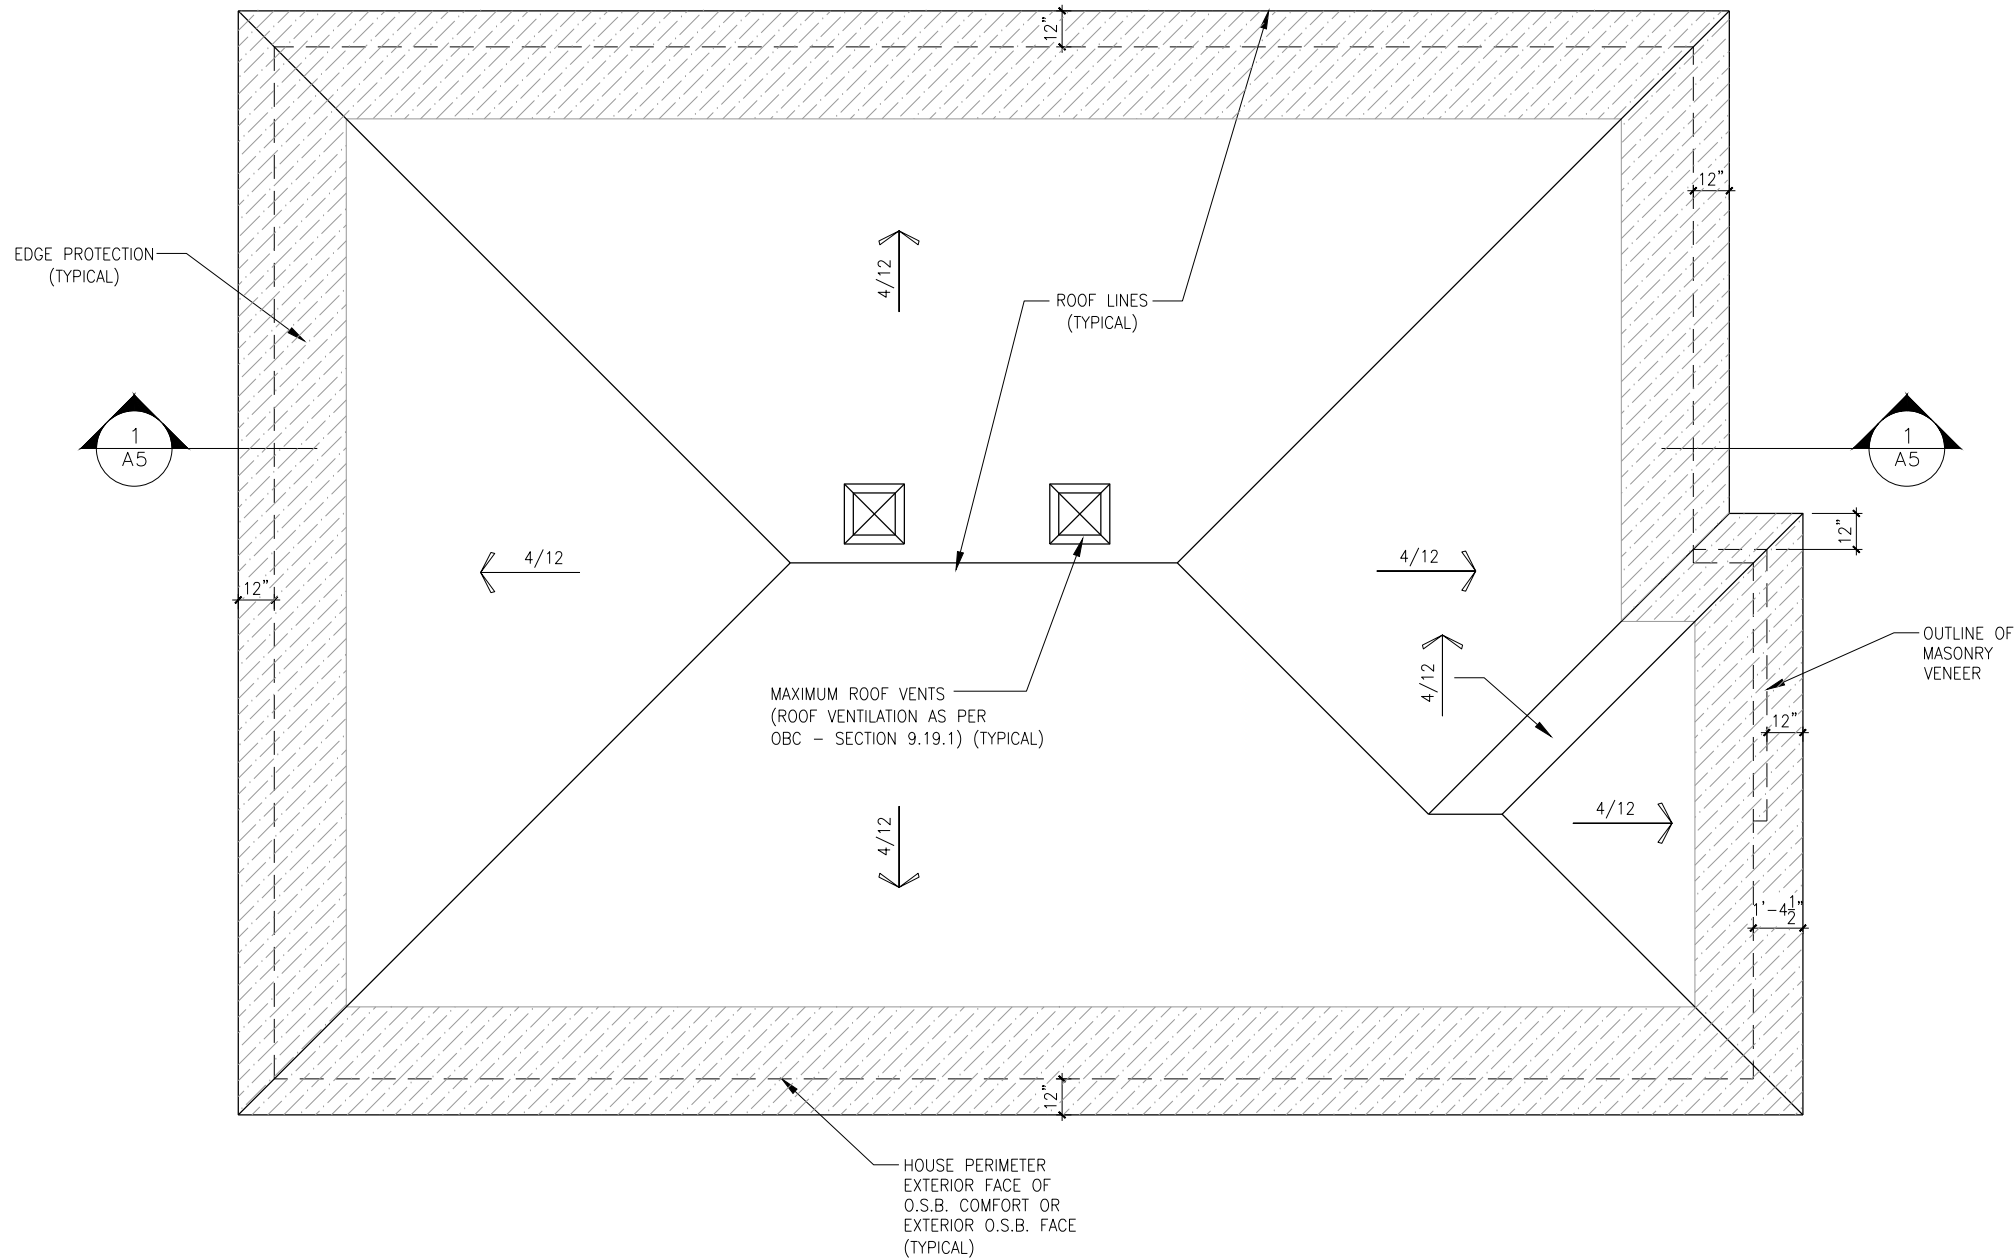 12"
12"
EDGE PROTECTION
(TYPICAL)
4/12
ROOF LINES
(TYPICAL)
1
A5
1
A5
12"
4/12
4/12
12"
OUTLINE OF
MASONRY
VENEER
4/12
MAXIMUM ROOF VENTS
(ROOF VENTILATION AS PER
OBC - SECTION 9.19.1) (TYPICAL)
12"
4/12
4/12
1'-4 1/2"
12"
HOUSE PERIMETER
EXTERIOR FACE OF
O.S.B. COMFORT OR
EXTERIOR O.S.B. FACE
(TYPICAL)